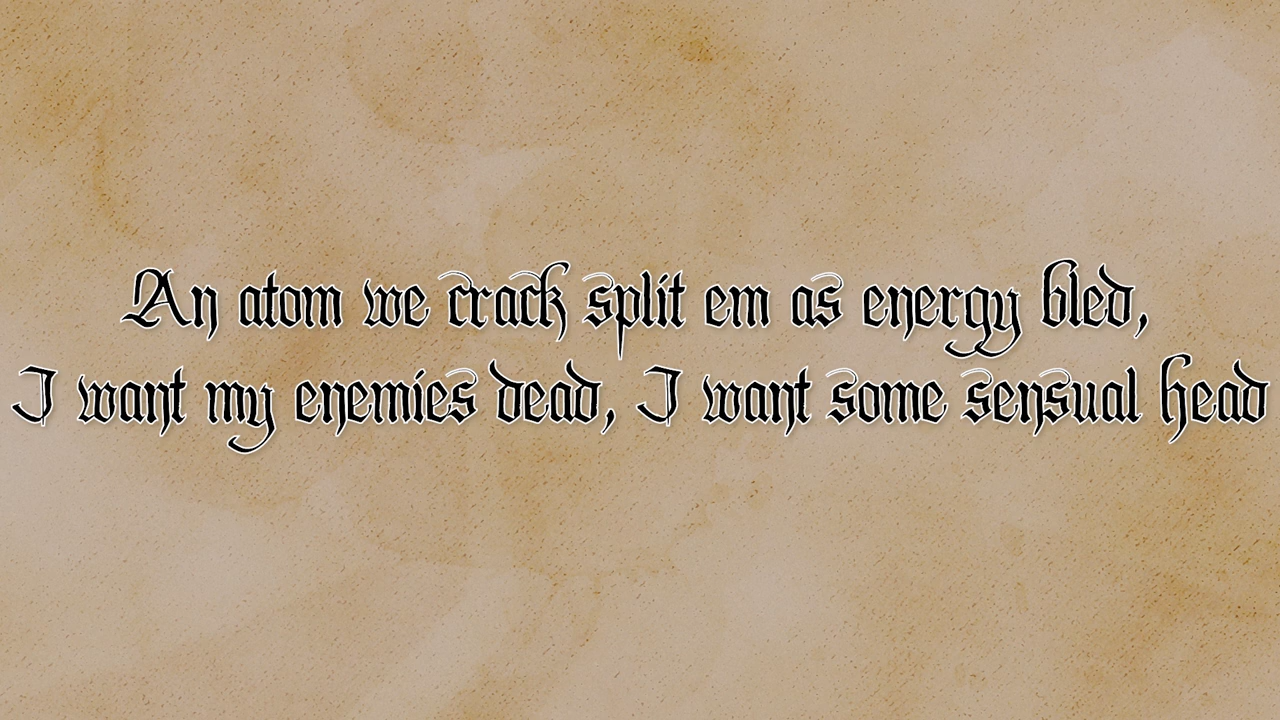 An atom we crack split em as energy bled,
I want my enemies dead, I want some sensual head